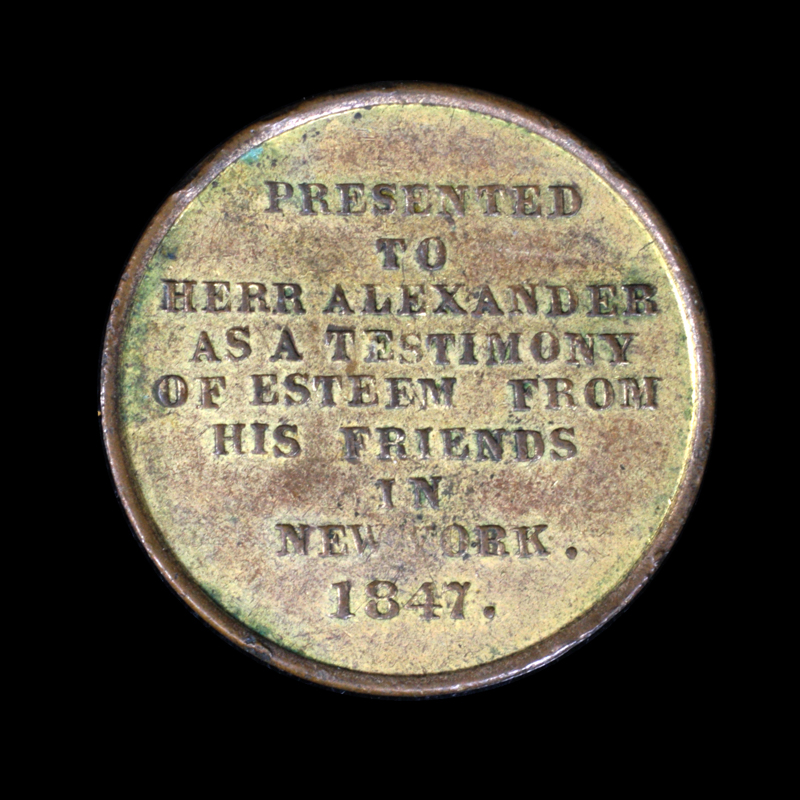 PRESENTED
TO
HERR ALEXANDER
AS A TESTIMONY
OF ESTEEM FROM
HIS FRIENDS
IN
NEW YORK.
1847.